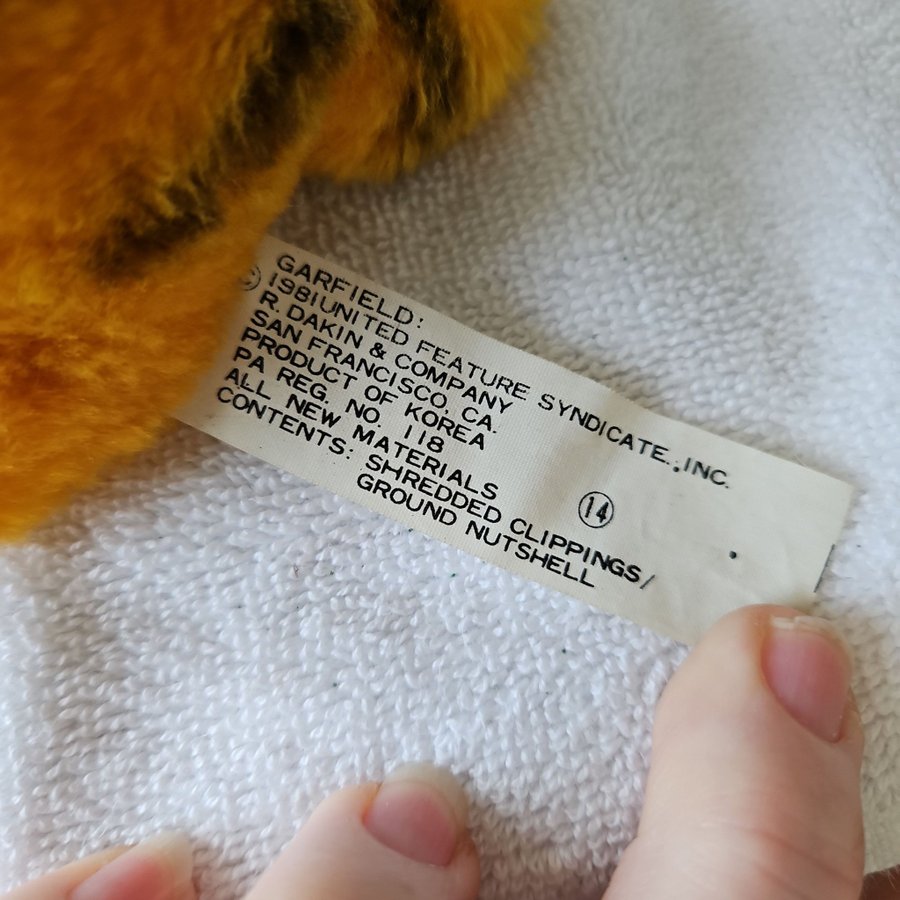 GARFIELD:
© 1981 UNITED FEATURE SYNDICATE., INC.
R. DAKIN & COMPANY
SAN FRANCISCO, CA.
PRODUCT OF KOREA
PA REG. NO. 118
ALL NEW MATERIALS
CONTENTS: SHREDDED CLIPPINGS/
GROUND NUTSHELL
14